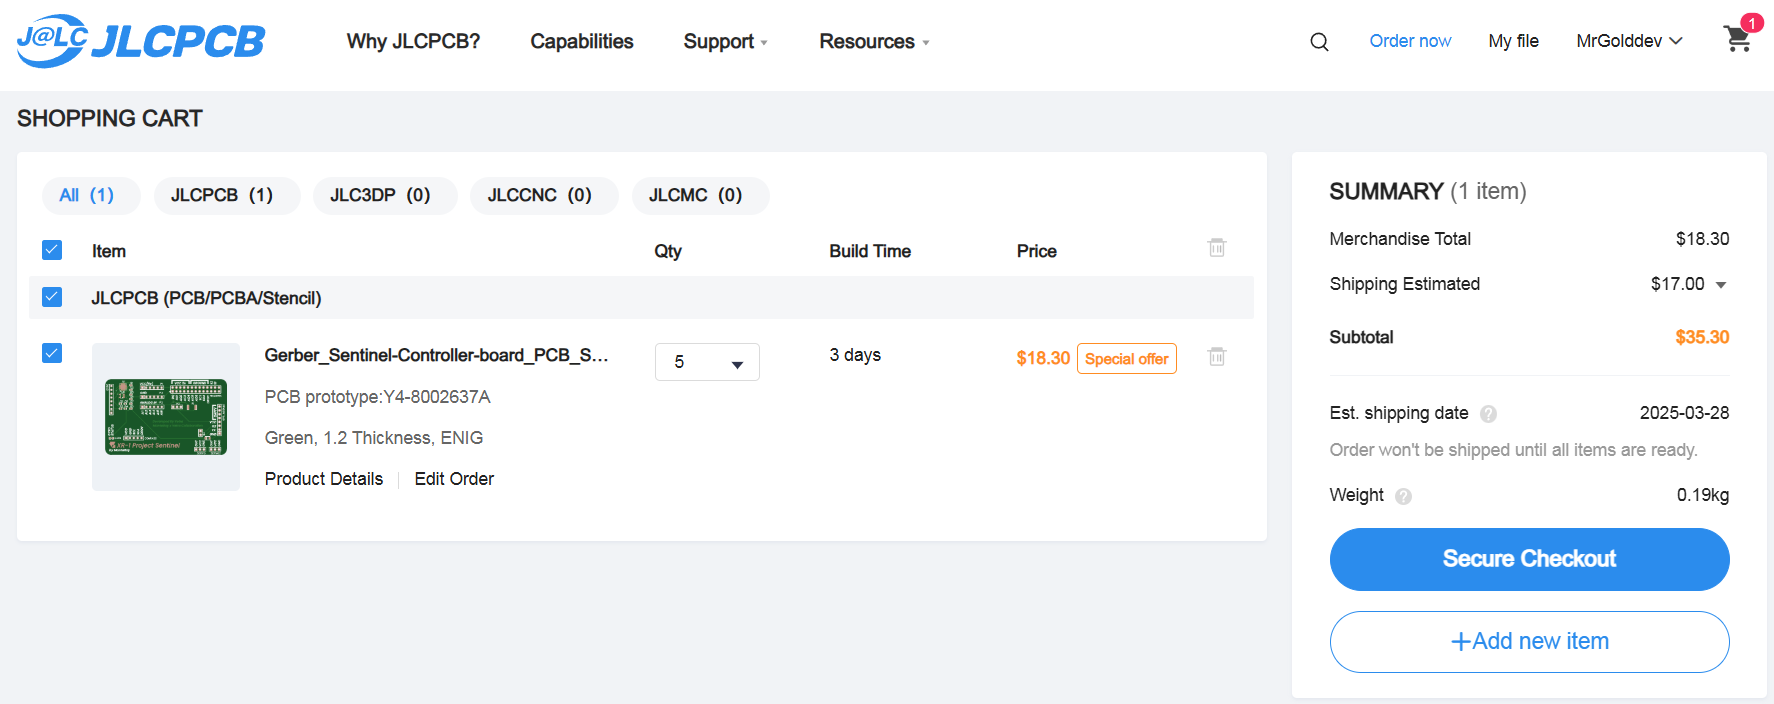 J@LC JLCPCB
Why JLCPCB? Capabilities Support Resources Order now My file MrGolddev 1
SHOPPING CART
All (1) JLCPCB (1) JLC3DP (0) JLCCNC (0) JLCMC (0)
Item Qty Build Time Price
JLCPCB (PCB/PCBA/Stencil)
Gerber_Sentinel-Controller-board_PCB_S... 5 3 days $18.30 Special offer
PCB prototype:Y4-8002637A
Green, 1.2 Thickness, ENIG
Product Details Edit Order
XR-1 Project Sentinel
SUMMARY (1 item)
Merchandise Total $18.30
Shipping Estimated $17.00
Subtotal $35.30
Est. shipping date ? 2025-03-28
Order won't be shipped until all items are ready.
Weight ? 0.19kg
Secure Checkout
+Add new item